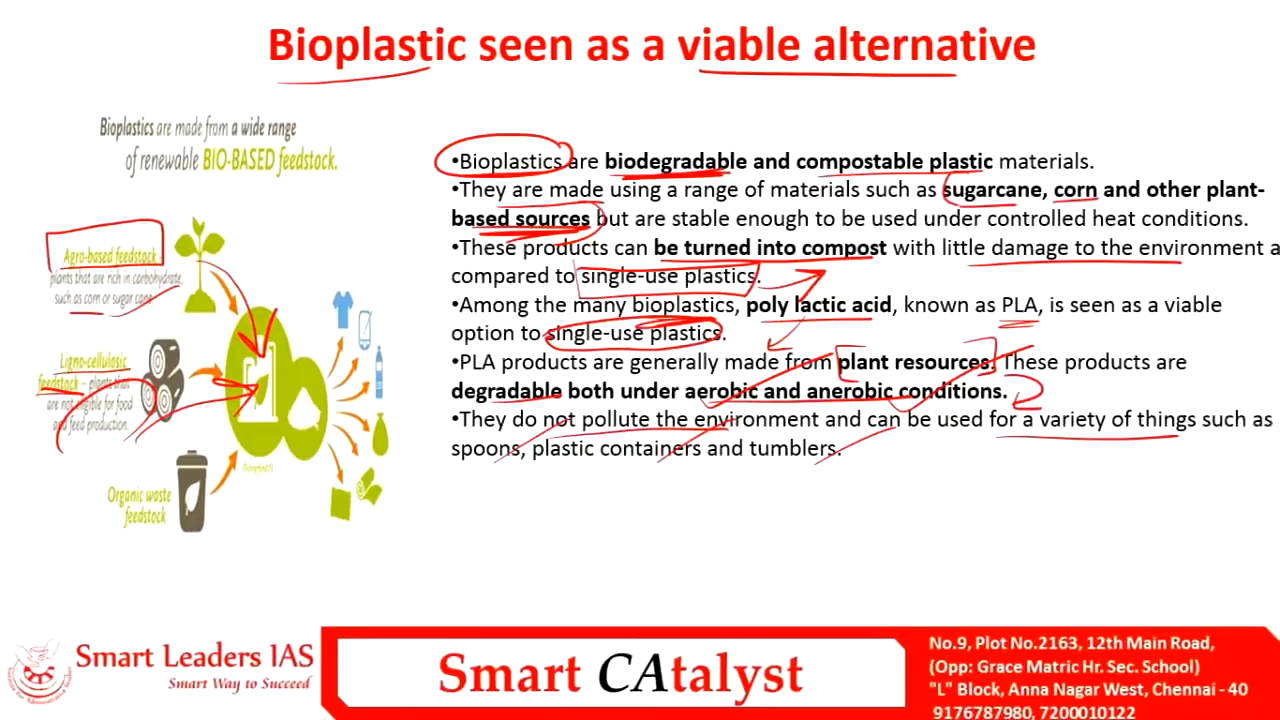 Bioplastic seen as a viable alternative
Bioplastics are made from a wide range
of renewable BIO-BASED feedstock.
Agro-based feedstock -
plants that are rich in carbohydrate,
such as corn or sugar cane.
Ligno-cellulosic
feedstock - plants that
are not eligible for food
and feed production.
Organic waste
feedstock
•Bioplastics are biodegradable and compostable plastic materials.
•They are made using a range of materials such as sugarcane, corn and other plant-
based sources but are stable enough to be used under controlled heat conditions.
•These products can be turned into compost with little damage to the environment a
compared to single-use plastics.
•Among the many bioplastics, poly lactic acid, known as PLA, is seen as a viable
option to single-use plastics.
•PLA products are generally made from plant resources. These products are
degradable both under aerobic and anerobic conditions.
•They do not pollute the environment and can be used for a variety of things such as
spoons, plastic containers and tumblers.
Smart Leaders IAS
Smart Way to Succeed
Smart CAtalyst
No.9, Plot No.2163, 12th Main Road,
(Opp: Grace Matric Hr. Sec. School)
"L" Block, Anna Nagar West, Chennai - 40
9176787980, 7200010122